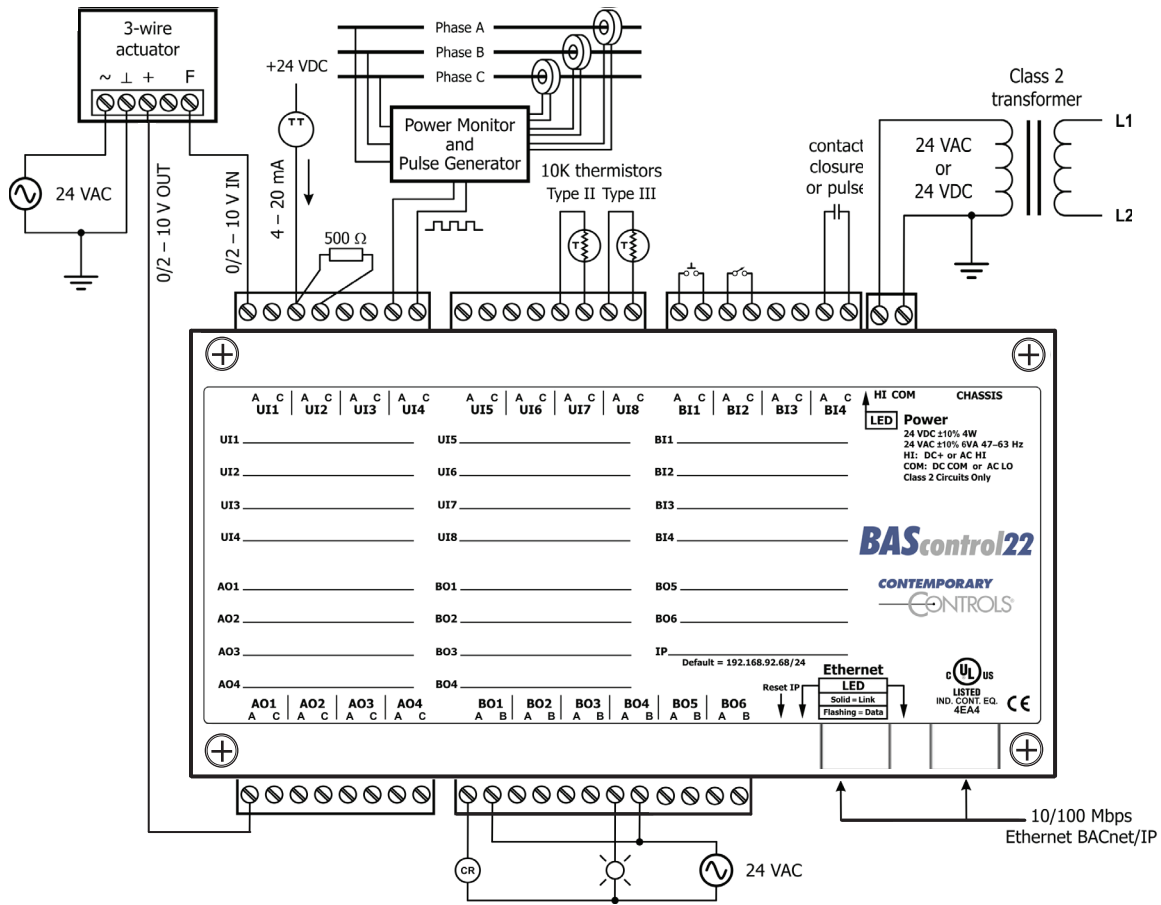 3-wire
actuator
~ ⊥ + F
24 VAC
0/2 – 10 V OUT
0/2 – 10 V IN
+24 VDC
TT
4 – 20 mA
500 Ω
Phase A
Phase B
Phase C
Power Monitor
and
Pulse Generator
10K thermistors
Type II Type III
T
T
contact
closure
or pulse
24 VAC
or
24 VDC
Class 2
transformer
L1
L2
A C A C A C A C
UI1 UI2 UI3 UI4
A C A C A C A C
UI5 UI6 UI7 UI8
A C A C A C A C
BI1 BI2 BI3 BI4
HI COM
CHASSIS
LED Power
24 VDC ±10% 4W
24 VAC ±10% 6VA 47–63 Hz
HI: DC+ or AC HI
COM: DC COM or AC LO
Class 2 Circuits Only
UI1
UI2
UI3
UI4
UI5
UI6
UI7
UI8
BI1
BI2
BI3
BI4
BAScontrol22
CONTEMPORARY
CONTROLS®
AO1
AO2
AO3
AO4
BO1
BO2
BO3
BO4
BO5
BO6
IP
Default = 192.168.92.68/24
Reset IP
Ethernet
LED
Solid = Link
Flashing = Data
C UL US
LISTED
IND. CONT. EQ.
4EA4
CE
AO1 AO2 AO3 AO4
A C A C A C A C
BO1 BO2 BO3 BO4 BO5 BO6
A B A B A B A B A B A B
10/100 Mbps
Ethernet BACnet/IP
CR
24 VAC